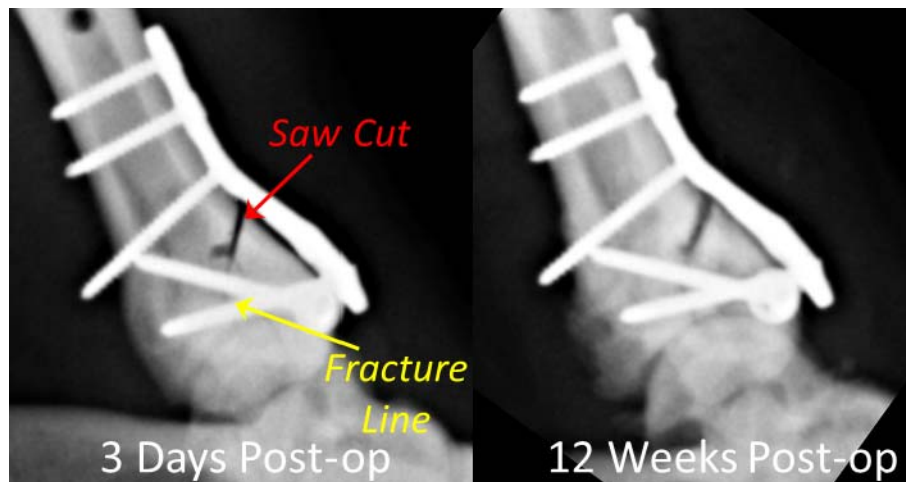 Saw Cut
Fracture
Line
3 Days Post-op
12 Weeks Post-op